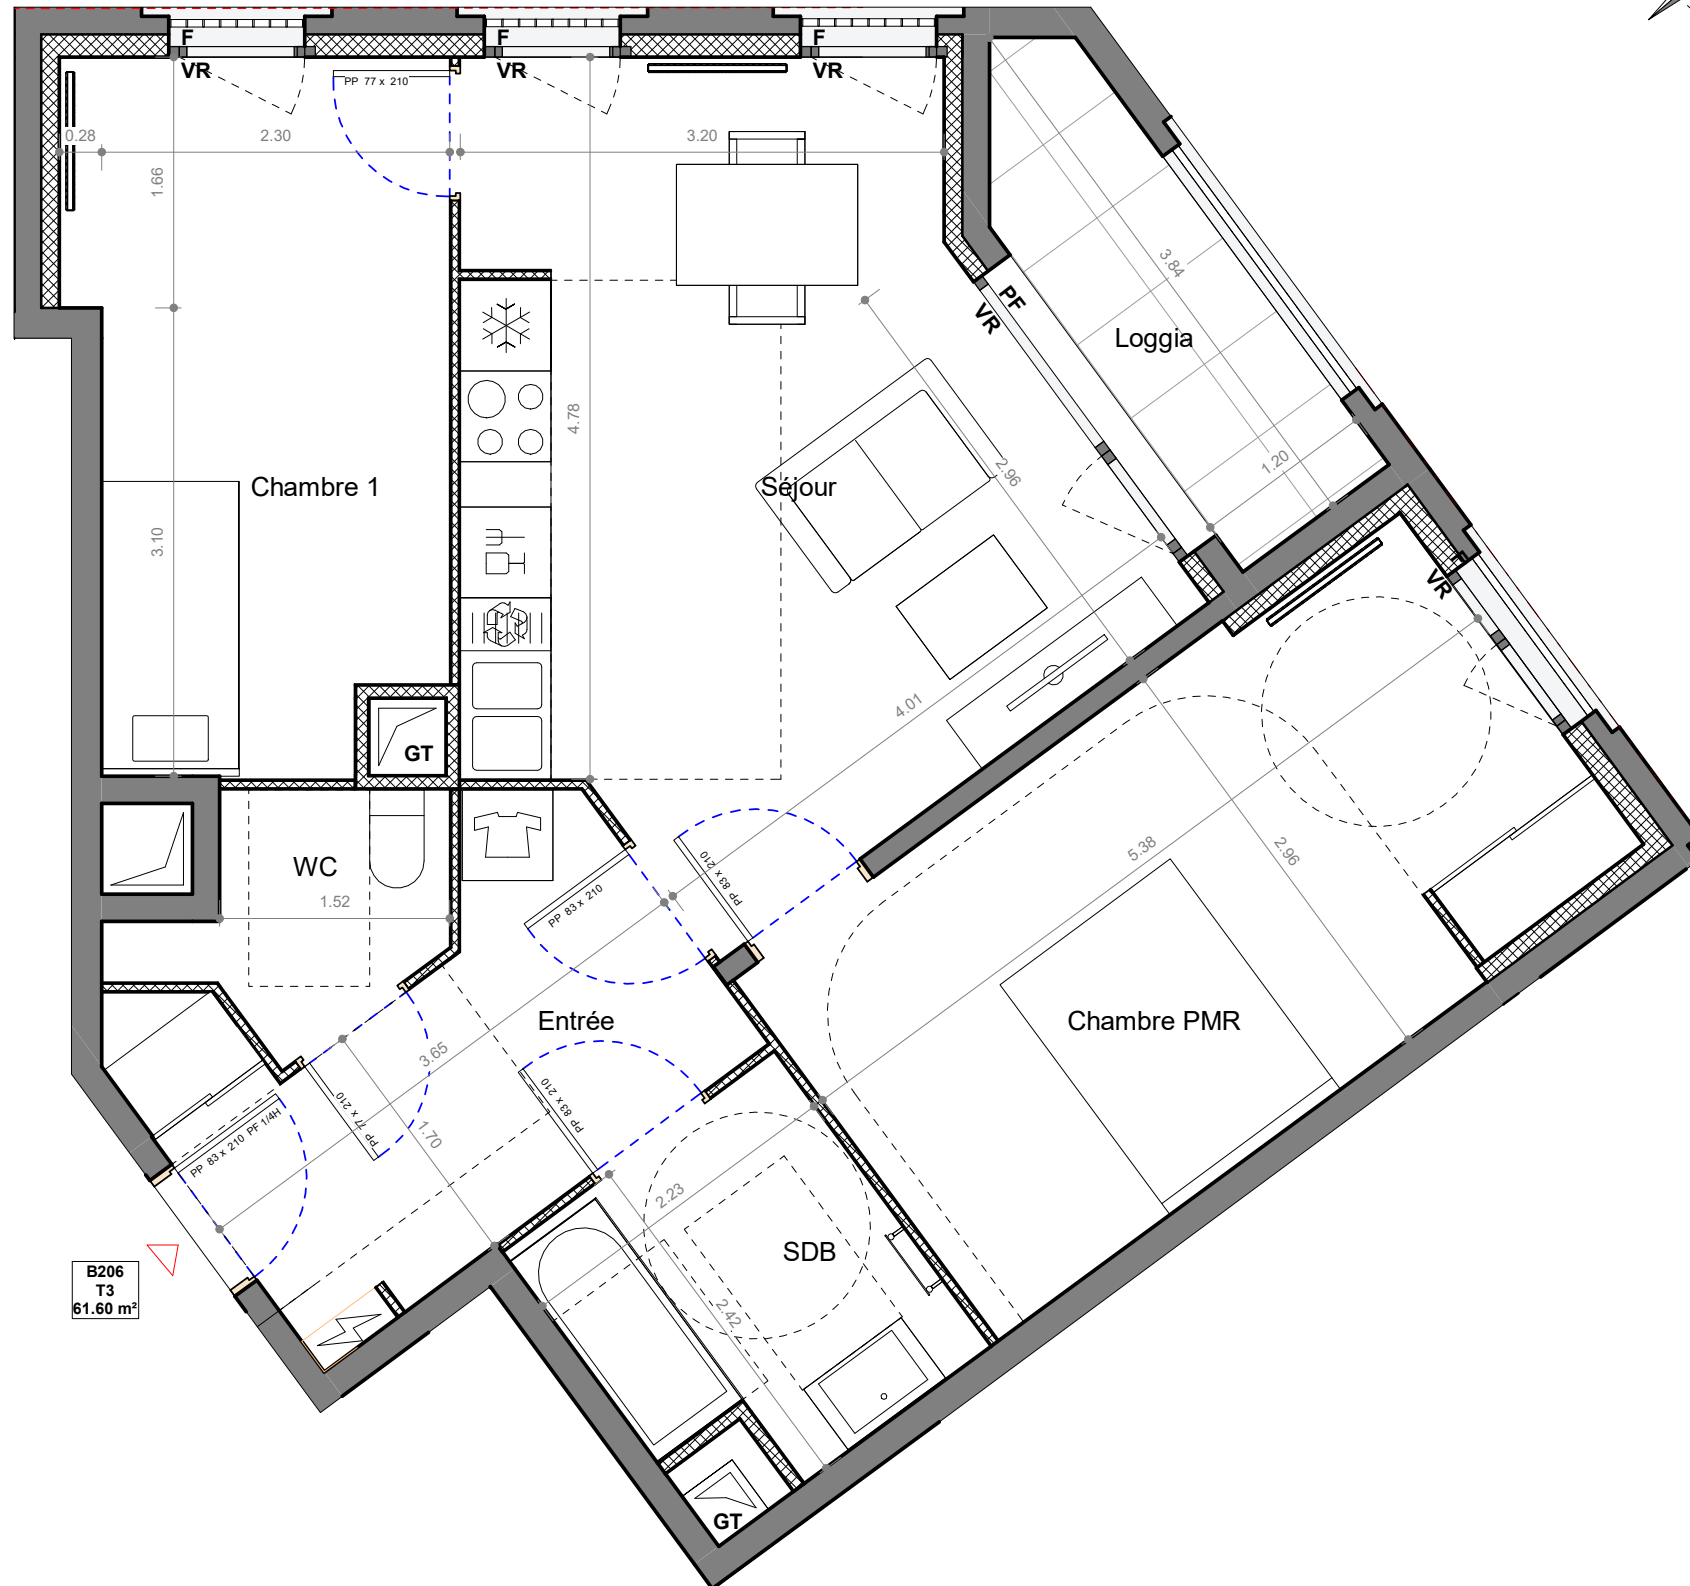 F
VR
F
VR
F
VR
PP 77 x 210
0.28
2.30
3.20
1.66
3.84
PF
VR
Loggia
4.78
2.96
1.20
Chambre 1
Séjour
3.10
VR
4.01
GT
5.38
2.96
WC
PP 83 x 210
PP 83 x 210
1.52
Entrée
Chambre PMR
3.65
PP 83 x 210
PP 77 x 210
1.70
PP 83 x 210 PF 1/4H
2.23
SDB
B206
T3
61.60 m²
2.42
GT